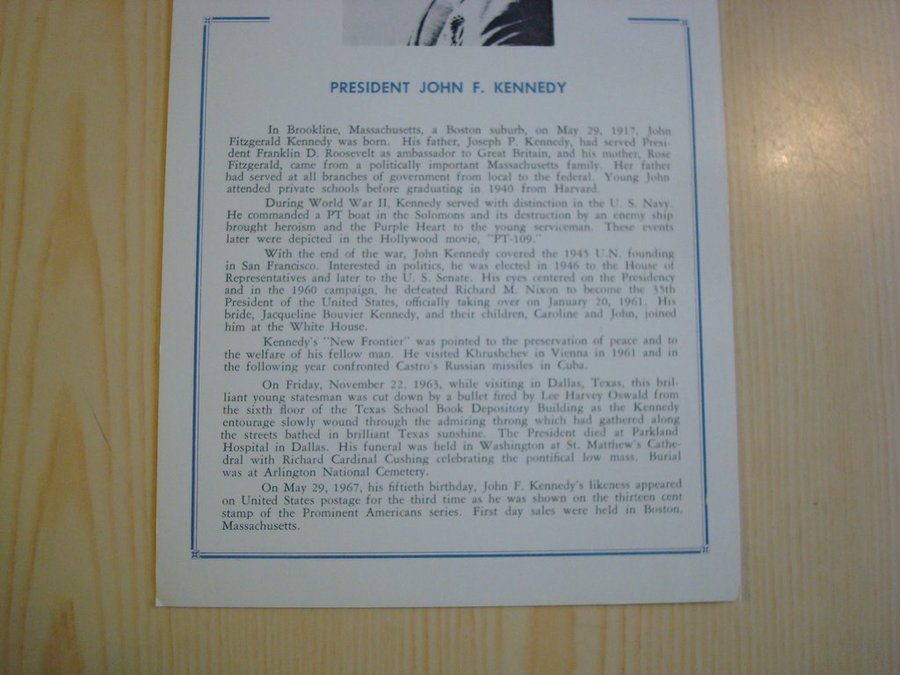 PRESIDENT JOHN F. KENNEDY
In Brookline, Massachusetts, a Boston suburb, on May 29, 1917, John
Fitzgerald Kennedy was born. His father, Joseph P. Kennedy, had served Presi-
dent Franklin D. Roosevelt as ambassador to Great Britain, and his mother, Rose
Fitzgerald, came from a politically important Massachusetts family. Her father
had served at all branches of government from local to the federal. Young John
attended private schools before graduating in 1940 from Harvard.
During World War II, Kennedy served with distinction in the U. S. Navy.
He commanded a PT boat in the Solomons and its destruction by an enemy ship
brought heroism and the Purple Heart to the young serviceman. These events
later were depicted in the Hollywood movie, "PT-109."
With the end of the war, John Kennedy covered the 1945 U.N. founding
in San Francisco. Interested in politics, he was elected in 1946 to the House of
Representatives and later to the U. S. Senate. His eyes centered on the Presidency
and in the 1960 campaign, he defeated Richard M. Nixon to become the 35th
President of the United States, officially taking over on January 20, 1961. His
bride, Jacqueline Bouvier Kennedy, and their children, Caroline and John, joined
him at the White House.
Kennedy's "New Frontier" was pointed to the preservation of peace and to
the welfare of his fellow man. He visited Khrushchev in Vienna in 1961 and in
the following year confronted Castro's Russian missiles in Cuba.
On Friday, November 22, 1963, while visiting in Dallas, Texas, this bril-
liant young statesman was cut down by a bullet fired by Lee Harvey Oswald from
the sixth floor of the Texas School Book Depository Building as the Kennedy
entourage slowly wound through the admiring throng which had gathered along
the streets bathed in brilliant Texas sunshine. The President died at Parkland
Hospital in Dallas. His funeral was held in Washington at St. Matthew's Cathe-
dral with Richard Cardinal Cushing celebrating the pontifical low mass. Burial
was at Arlington National Cemetery.
On May 29, 1967, his fiftieth birthday, John F. Kennedy's likeness appeared
on United States postage for the third time as he was shown on the thirteen cent
stamp of the Prominent Americans series. First day sales were held in Boston,
Massachusetts.